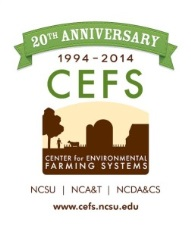 20TH ANNIVERSARY
1994-2014
CEFS
CENTER for ENVIRONMENTAL
FARMING SYSTEMS
NCSU | NCA&T | NCDA&CS
www.cefs.ncsu.edu